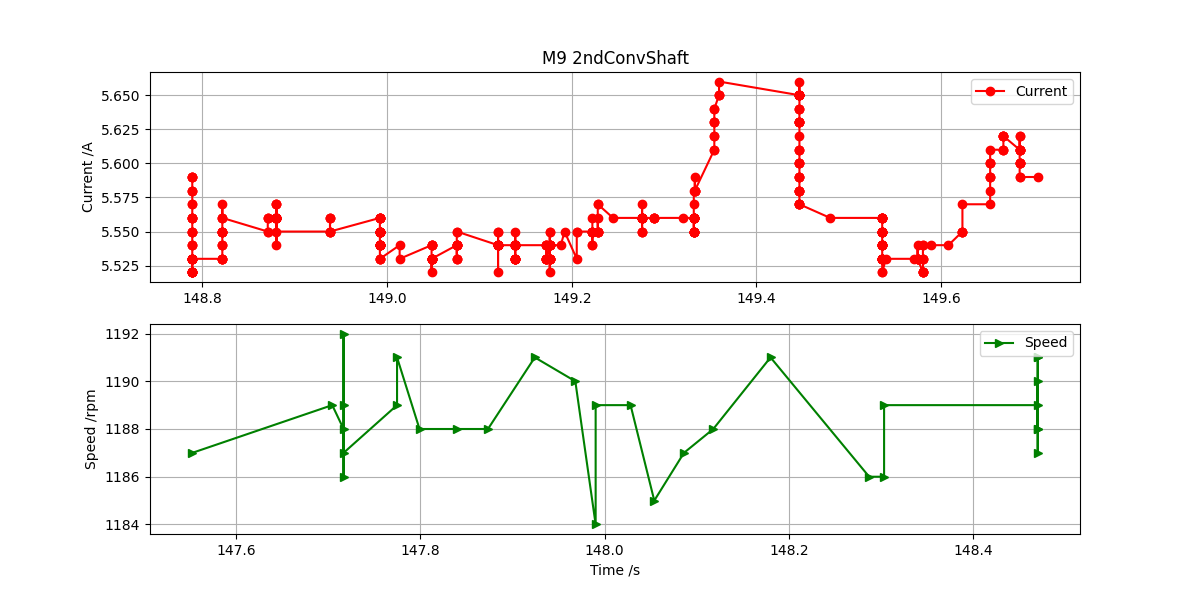 M9 2ndConvShaft
Current /A
5.650
5.625
5.600
5.575
5.550
5.525
Current
148.8 149.0 149.2 149.4 149.6
Speed /rpm
1192
1190
1188
1186
1184
Speed
147.6 147.8 148.0 148.2 148.4
Time /s